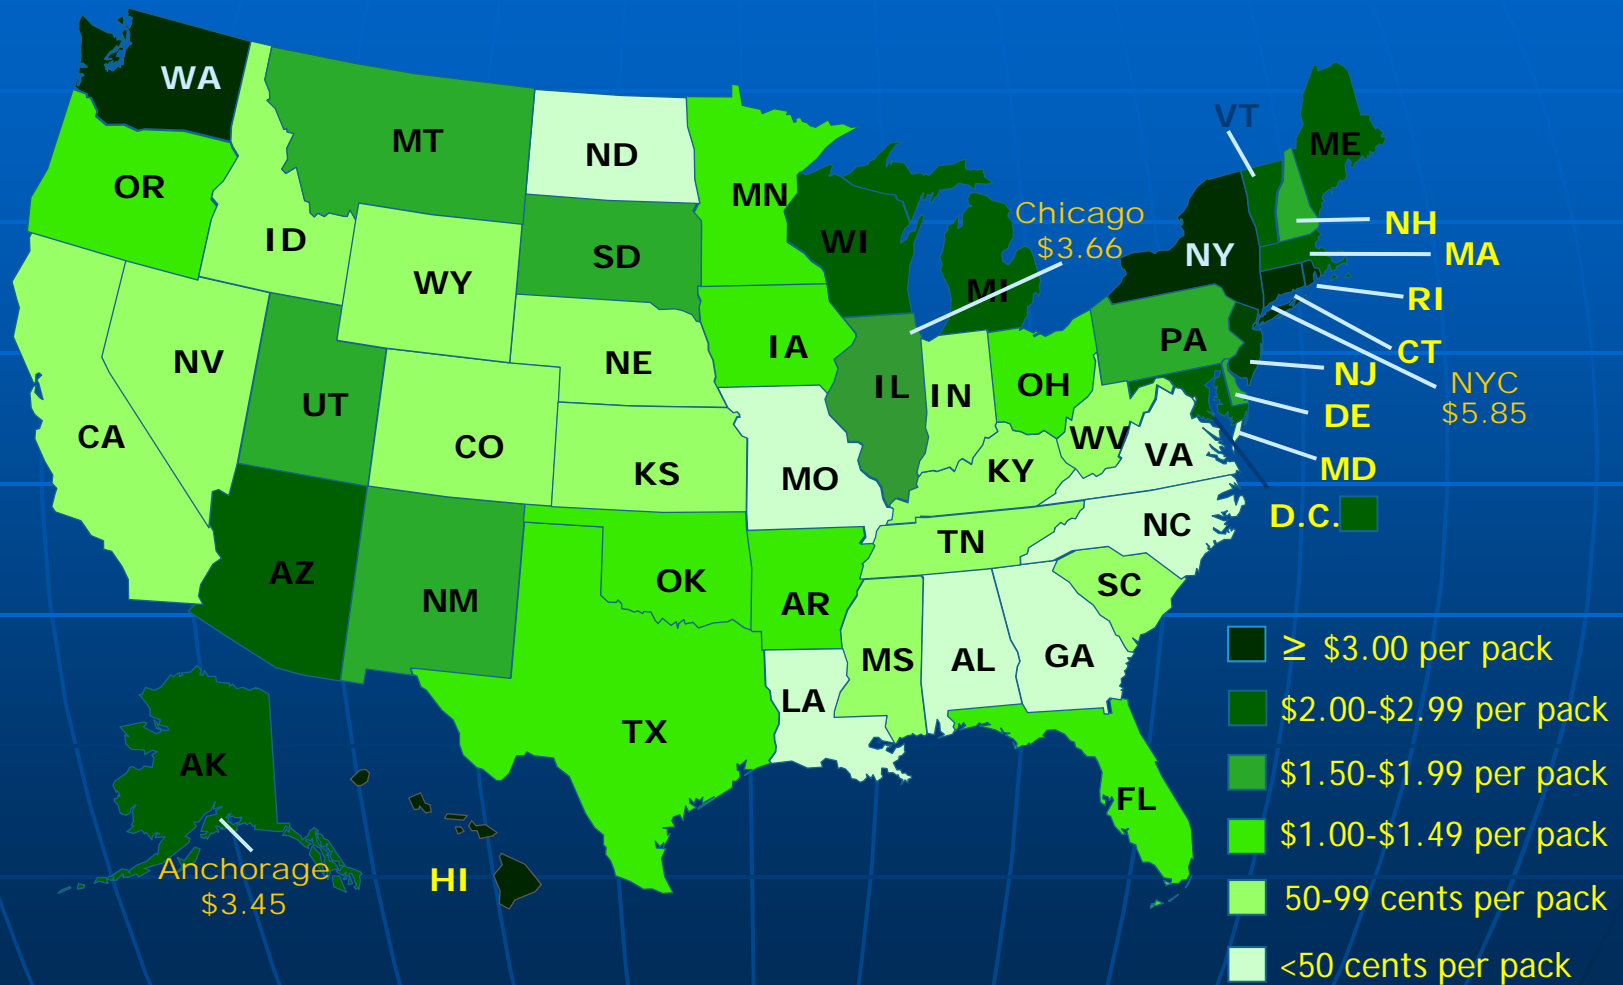 WA
MT
ND
MN
OR
ID
WY
SD
WI
MI
VT
ME
NH
MA
RI
CT
NJ
NY
Chicago
$3.66
NYC
$5.85
DE
MD
D.C.
PA
NV
UT
CO
NE
IA
IL
IN
OH
WV
VA
CA
KS
MO
KY
NC
TN
SC
AZ
NM
OK
AR
MS
AL
GA
LA
TX
FL
AK
Anchorage
$3.45
HI
≥ $3.00 per pack
$2.00-$2.99 per pack
$1.50-$1.99 per pack
$1.00-$1.49 per pack
50-99 cents per pack
<50 cents per pack